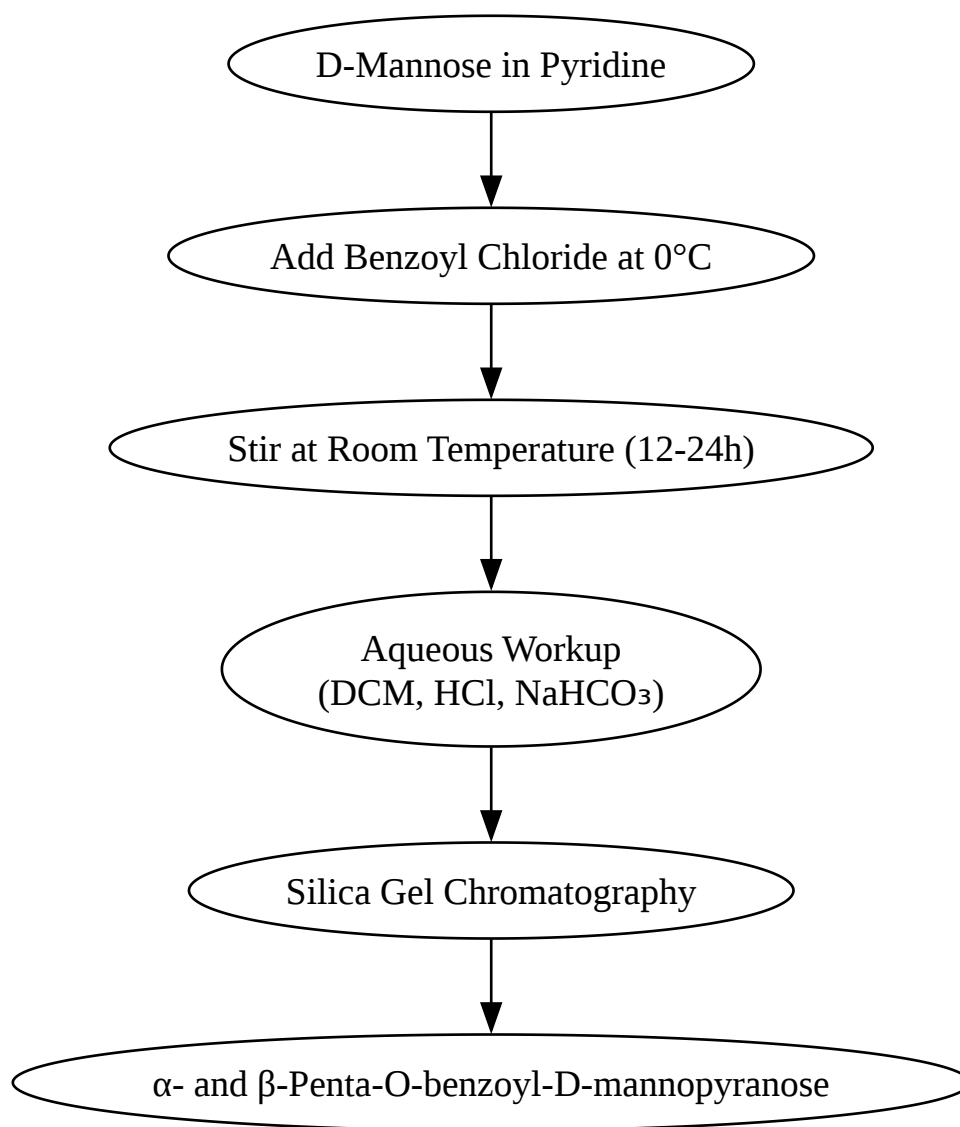 D-Mannose in Pyridine
Add Benzoyl Chloride at 0°C
Stir at Room Temperature (12-24h)
Aqueous Workup
(DCM, HCl, NaHCO₃)
Silica Gel Chromatography
α- and β-Penta-O-benzoyl-D-mannopyranose